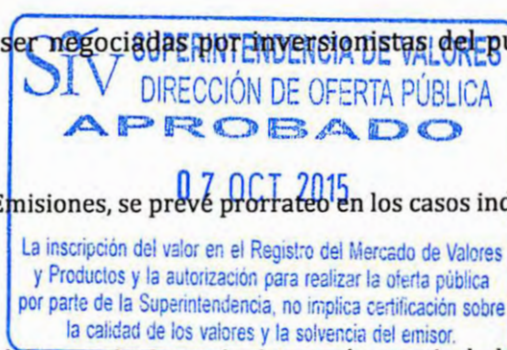 ser negociadas por inversionistas del
SIV SUPERINTENDENCIA DE VALORES
DIRECCIÓN DE OFERTA PÚBLICA
APROBADO
07 OCT 2015
Emisiones, se prevé prorrateo en los casos
La inscripción del valor en el Registro del Mercado de Valores
y Productos y la autorización para realizar la oferta pública
por parte de la Superintendencia, no implica certificación sobre
la calidad de los valores y la solvencia del emisor.